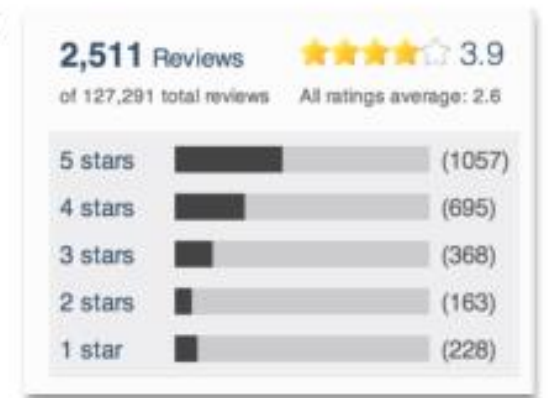 2,511 Reviews 3.9
of 127,291 total reviews All ratings average: 2.6
5 stars (1057)
4 stars (695)
3 stars (368)
2 stars (163)
1 star (228)